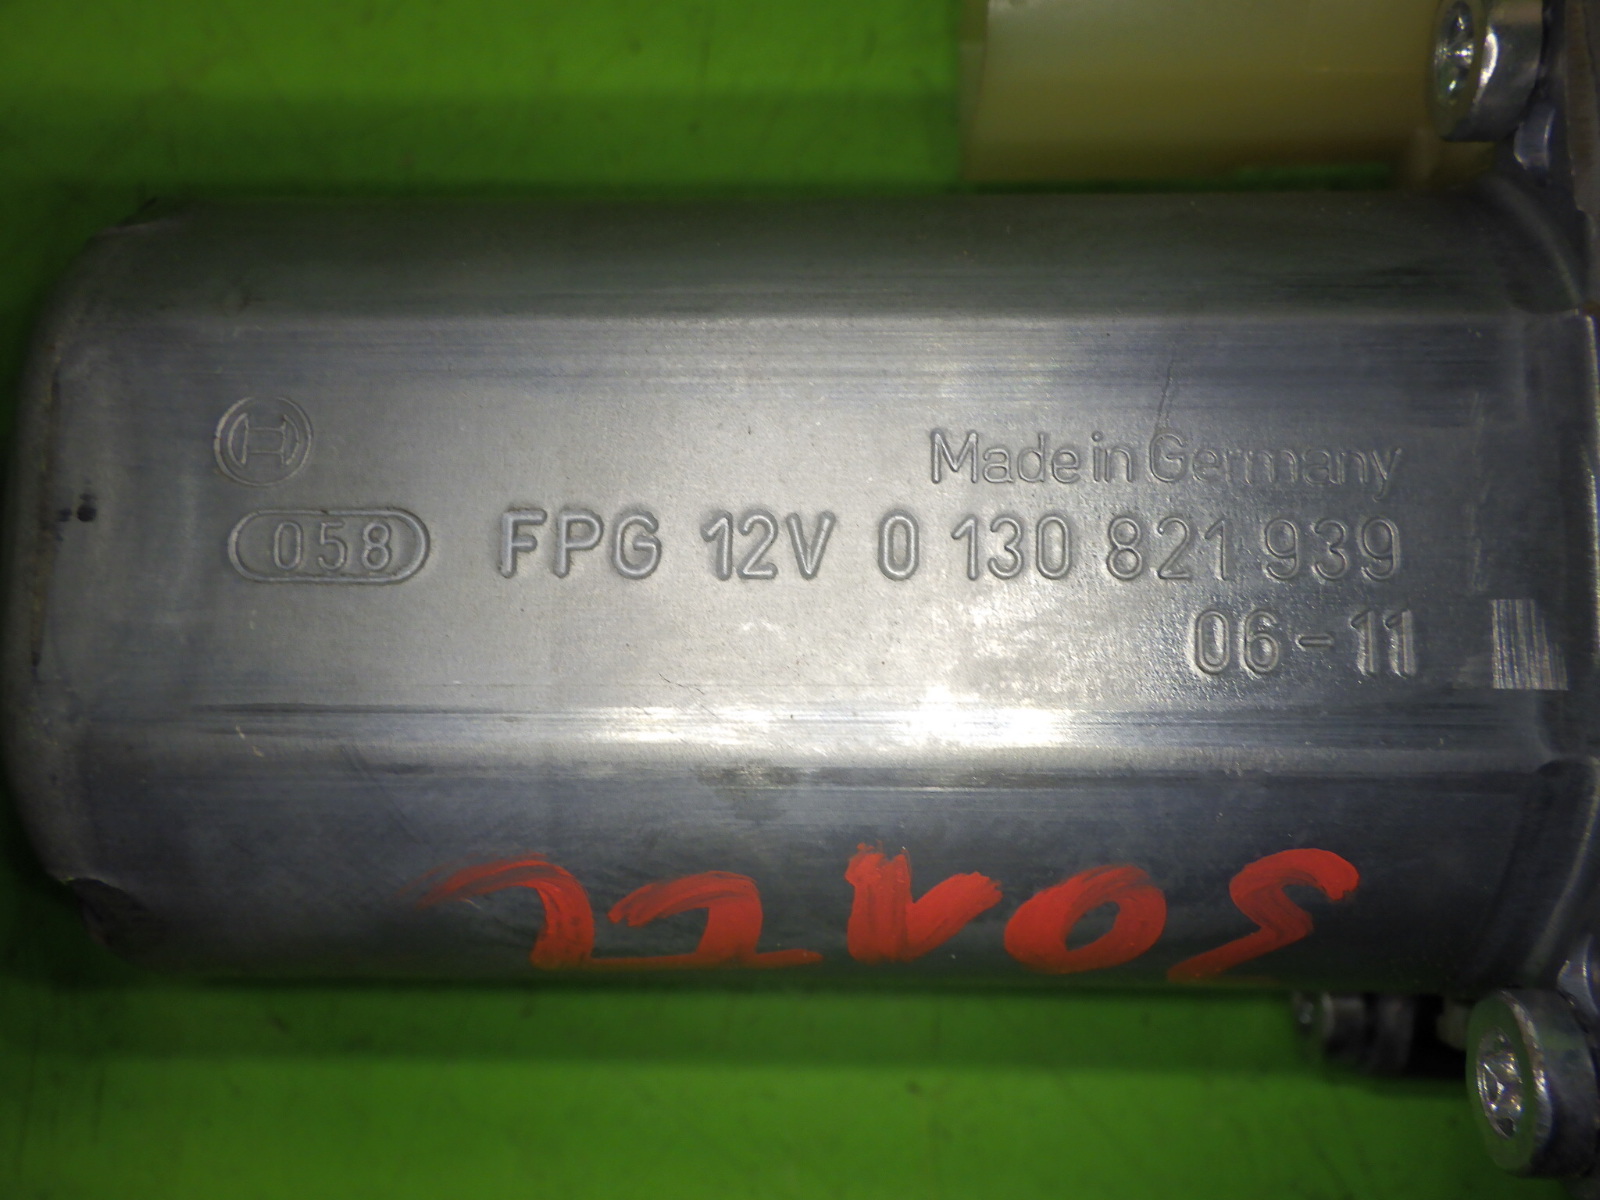 Made in Germany
058 FPG 12V 0 130 821 939
06-11